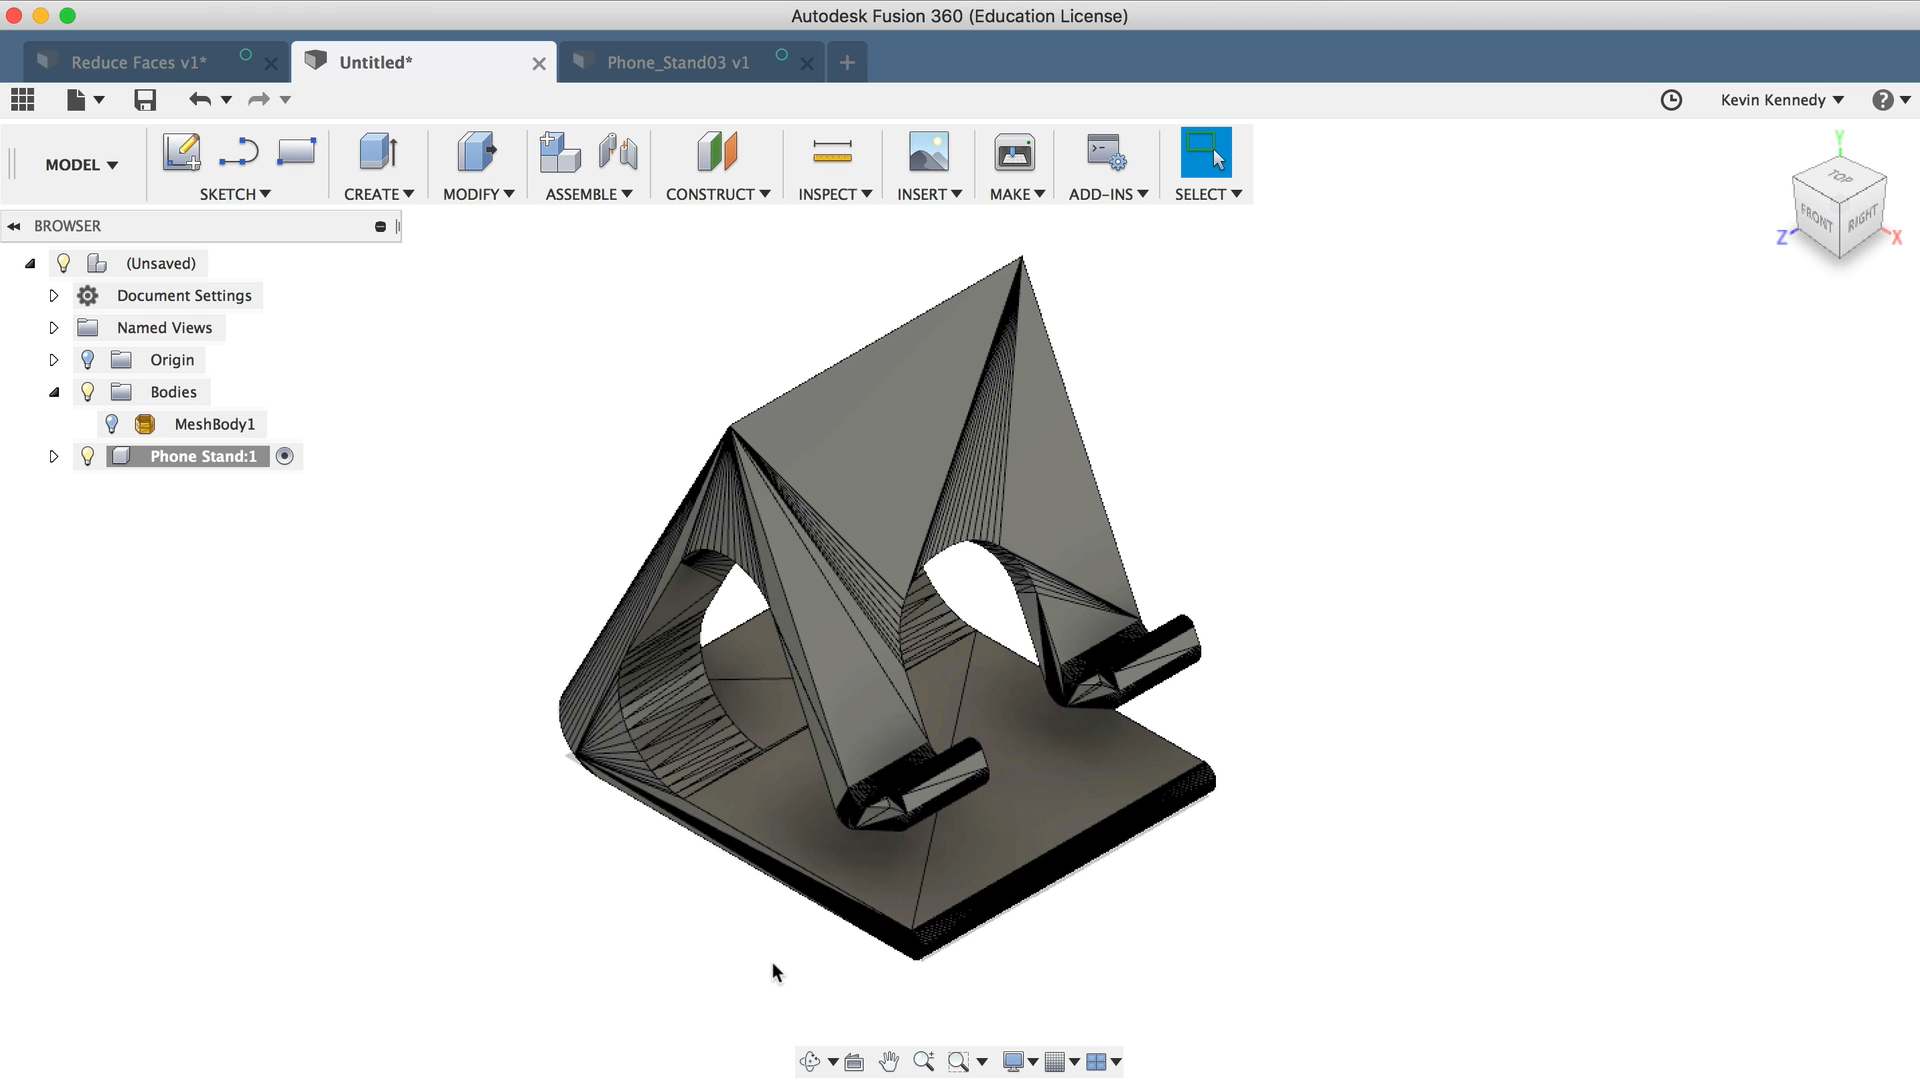 Autodesk Fusion 360 (Education License)
Reduce Faces v1*
Untitled*
Phone_Stand03 v1
Kevin Kennedy
MODEL
SKETCH
CREATE
MODIFY
ASSEMBLE
CONSTRUCT
INSPECT
INSERT
MAKE
ADD-INS
SELECT
Y
TOP
FRONT
RIGHT
Z
X
BROWSER
(Unsaved)
Document Settings
Named Views
Origin
Bodies
MeshBody1
Phone Stand:1